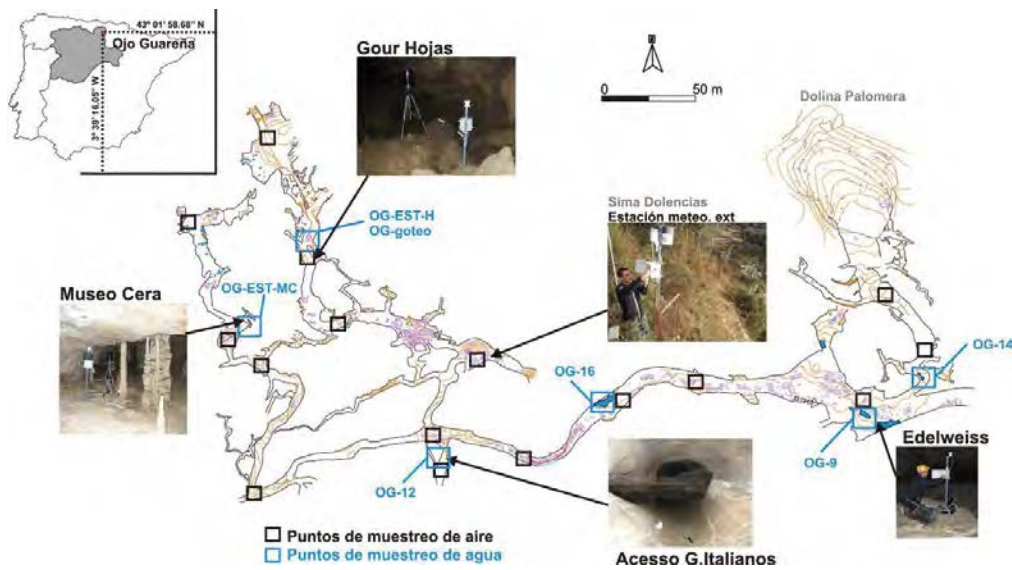 43º 01' 58.68" N
Ojo Guareña
3º 39' 16.05" W
Gour Hojas
50 m
0
Dolina Palomera
Sima Dolencias
Estación meteo. ext
OG-EST-H
OG-goteo
OG-EST-MC
Museo Cera
OG-16
OG-14
OG-9
Edelweiss
OG-12
Puntos de muestreo de aire
Puntos de muestreo de agua
Acesso G.Italianos